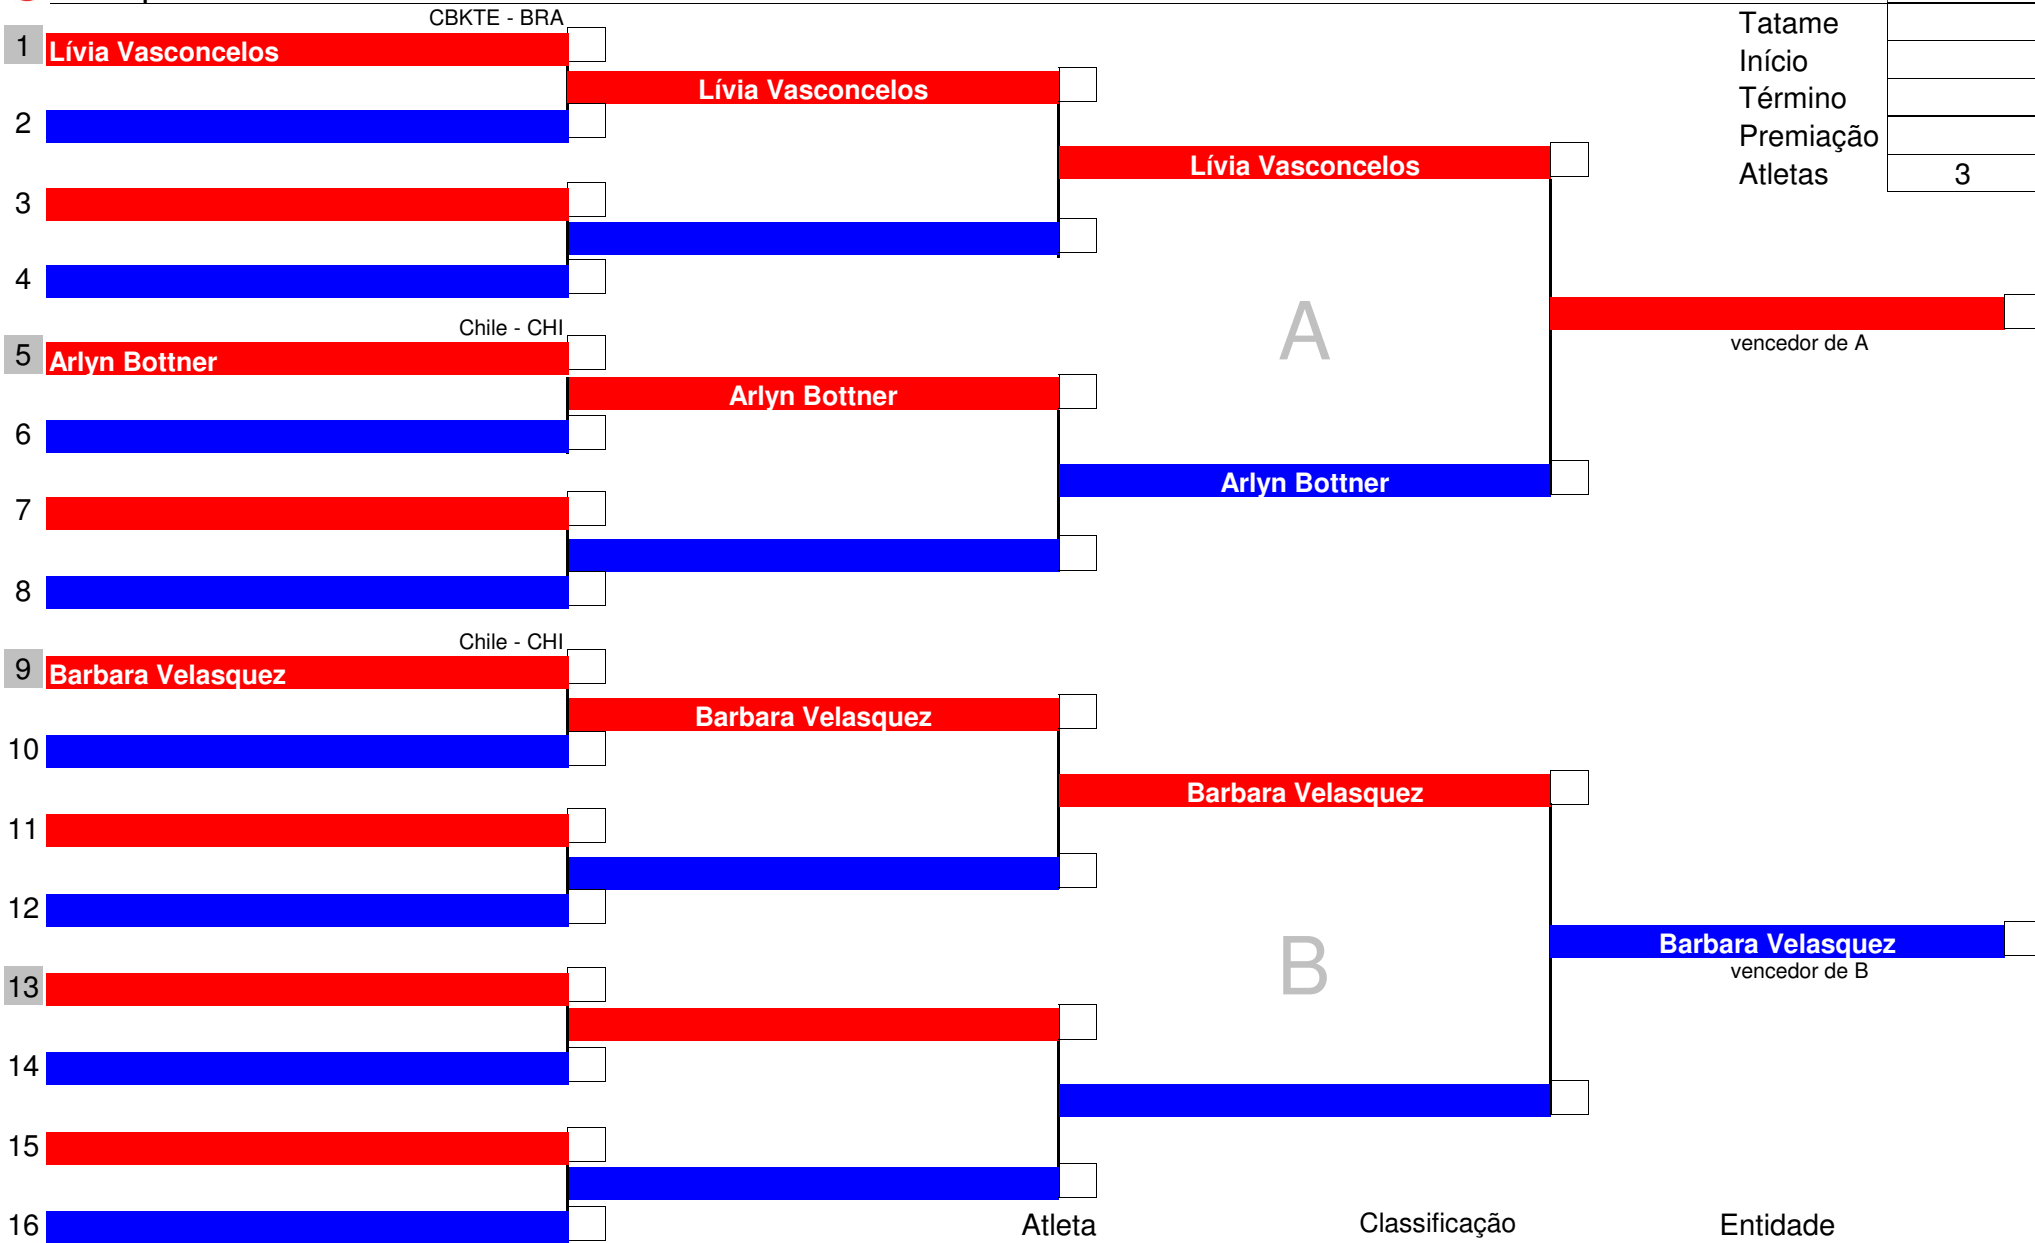 CBKTE - BRA
Tatame
1 Lívia Vasconcelos
Início
Lívia Vasconcelos
Término
2
Premiação
Lívia Vasconcelos
Atletas 3
3
4
Chile - CHI
A
vencedor de A
5 Arlyn Bottner
Arlyn Bottner
6
Arlyn Bottner
7
8
Chile - CHI
9 Barbara Velasquez
Barbara Velasquez
10
Barbara Velasquez
11
12
Barbara Velasquez
B
vencedor de B
13
14
15
16
Atleta Classificação Entidade